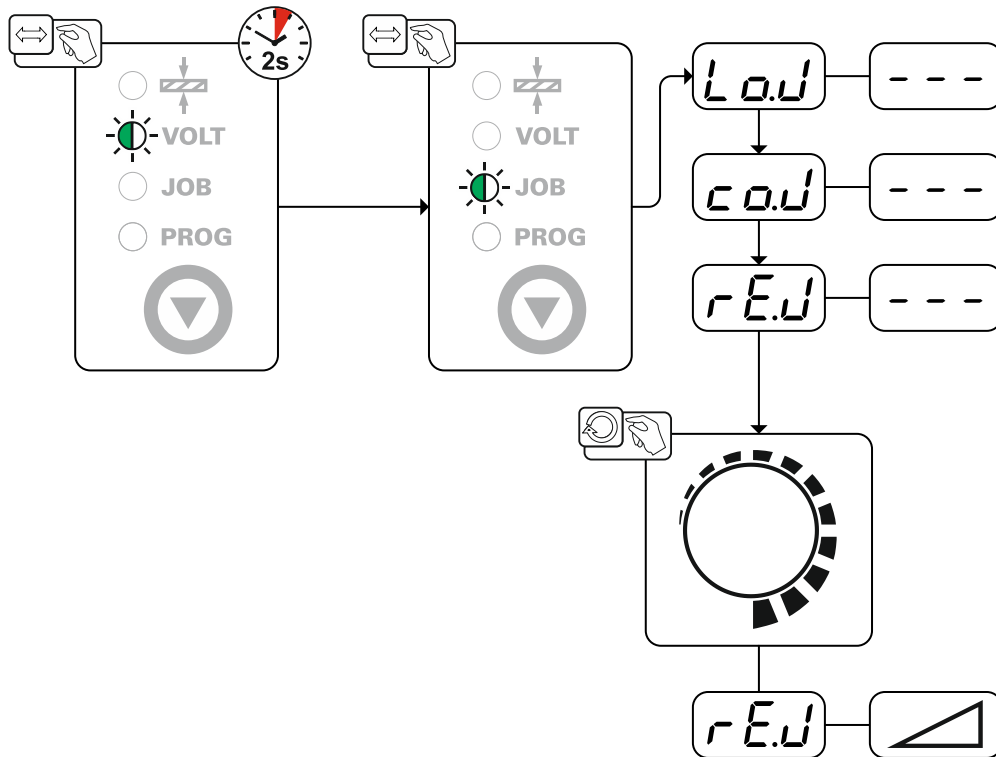 2s
VOLT
JOB
PROG
VOLT
JOB
PROG
Lo.J
- - -
co.J
- - -
rE.J
- - -
rE.J